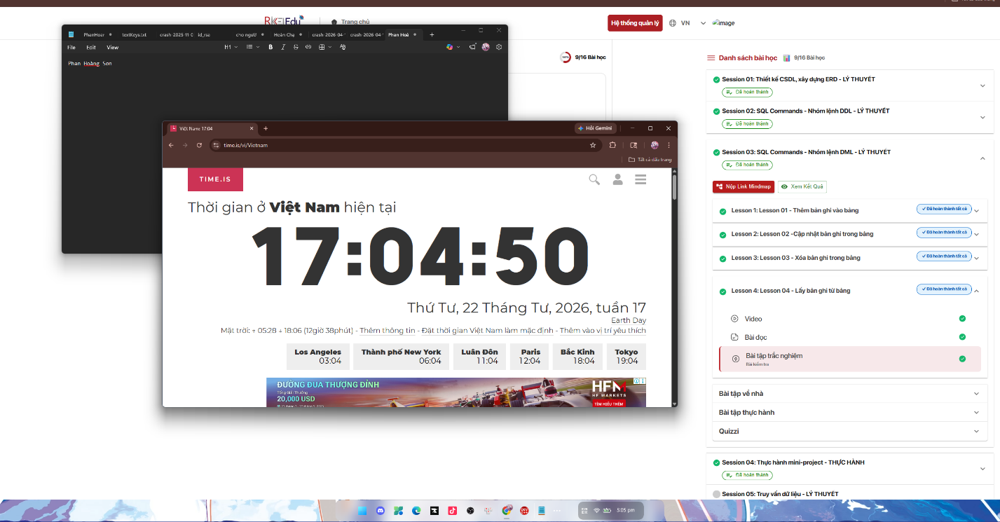 RKEI Edu
Trang chủ
Hệ thống quản lý
VN
image
PhanHoar
textKeys.txt
crash-2025-11-0
id_rsa
cho người
Hoàn Chạ
crash-2026-04-
crash-2026-04-
Phan Hoà
File
Edit
View
H1
Phan Hoàng Son
9/16 Bài học
Việt Nam 17:04
Hỏi Gemini
time.is/vi/Vietnam
Tất cả dấu trang
TIME.IS
Thời gian ở Việt Nam hiện tại
17:04:50
Thứ Tư, 22 Tháng Tư, 2026, tuần 17
Earth Day
Mặt trời: ↑ 05:28 ↓ 18:06 (12giờ 38phút) - Thêm thông tin - Đặt thời gian Việt Nam làm mặc định - Thêm vào vị trí yêu thích
Los Angeles
03:04
Thành phố New York
06:04
Luân Đôn
11:04
Paris
12:04
Bắc Kinh
18:04
Tokyo
19:04
ĐƯỜNG ĐUA THƯỢNG ĐỈNH
Tổng Giải Thưởng
20,000 USD
HFM
HF MARKETS
TÌM HIỂU THÊM
Danh sách bài học
9/16 Bài học
Session 01: Thiết kế CSDL, xây dựng ERD - LÝ THUYẾT
Đã hoàn thành
Session 02: SQL Commands - Nhóm lệnh DDL - LÝ THUYẾT
Đã hoàn thành
Session 03: SQL Commands - Nhóm lệnh DML - LÝ THUYẾT
Đã hoàn thành
Nộp Link Mindmap
Xem Kết Quả
Lesson 1: Lesson 01 - Thêm bản ghi vào bảng
Đã hoàn thành tất cả
Lesson 2: Lesson 02 -Cập nhật bản ghi trong bảng
Đã hoàn thành tất cả
Lesson 3: Lesson 03 - Xóa bản ghi trong bảng
Đã hoàn thành tất cả
Lesson 4: Lesson 04 - Lấy bản ghi từ bảng
Đã hoàn thành tất cả
Video
Bài đọc
Bài tập trắc nghiệm
Bài kiểm tra
Bài tập về nhà
Bài tập thực hành
Quizzi
Session 04: Thực hành mini-project - THỰC HÀNH
Đã hoàn thành
Session 05: Truy vấn dữ liệu - LÝ THUYẾT
5:05 pm